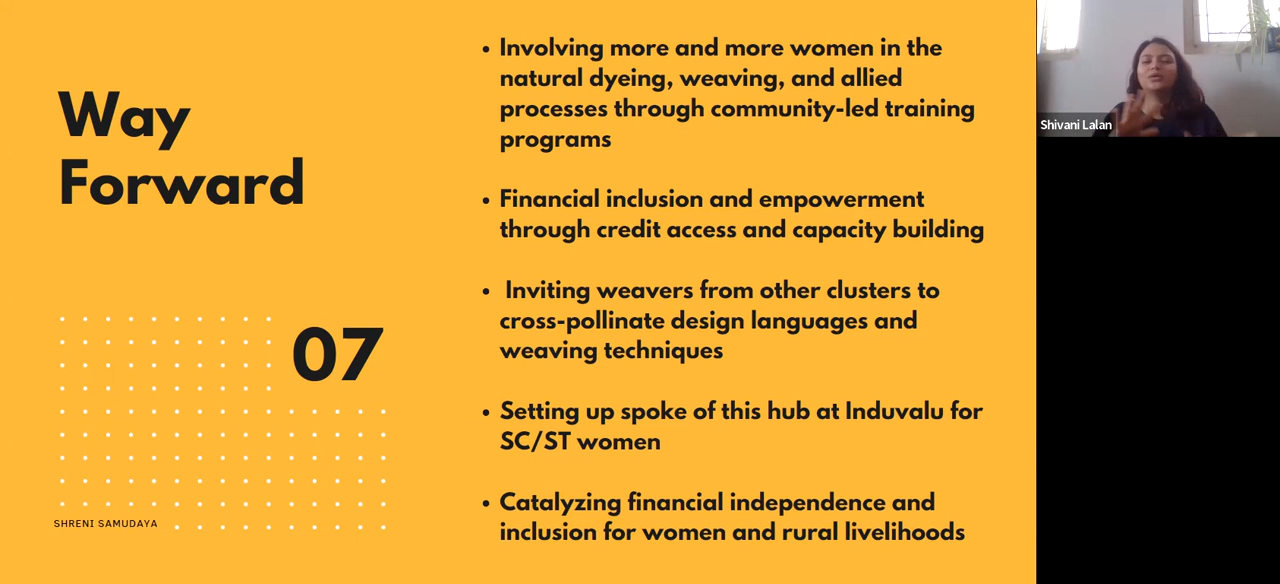 Way
Forward
07
SHRENI SAMUDAYA
• Involving more and more women in the
natural dyeing, weaving, and allied
processes through community-led training
programs
• Financial inclusion and empowerment
through credit access and capacity building
• Inviting weavers from other clusters to
cross-pollinate design languages and
weaving techniques
• Setting up spoke of this hub at Induvalu for
SC/ST women
• Catalyzing financial independence and
inclusion for women and rural livelihoods
Shivani Lalan